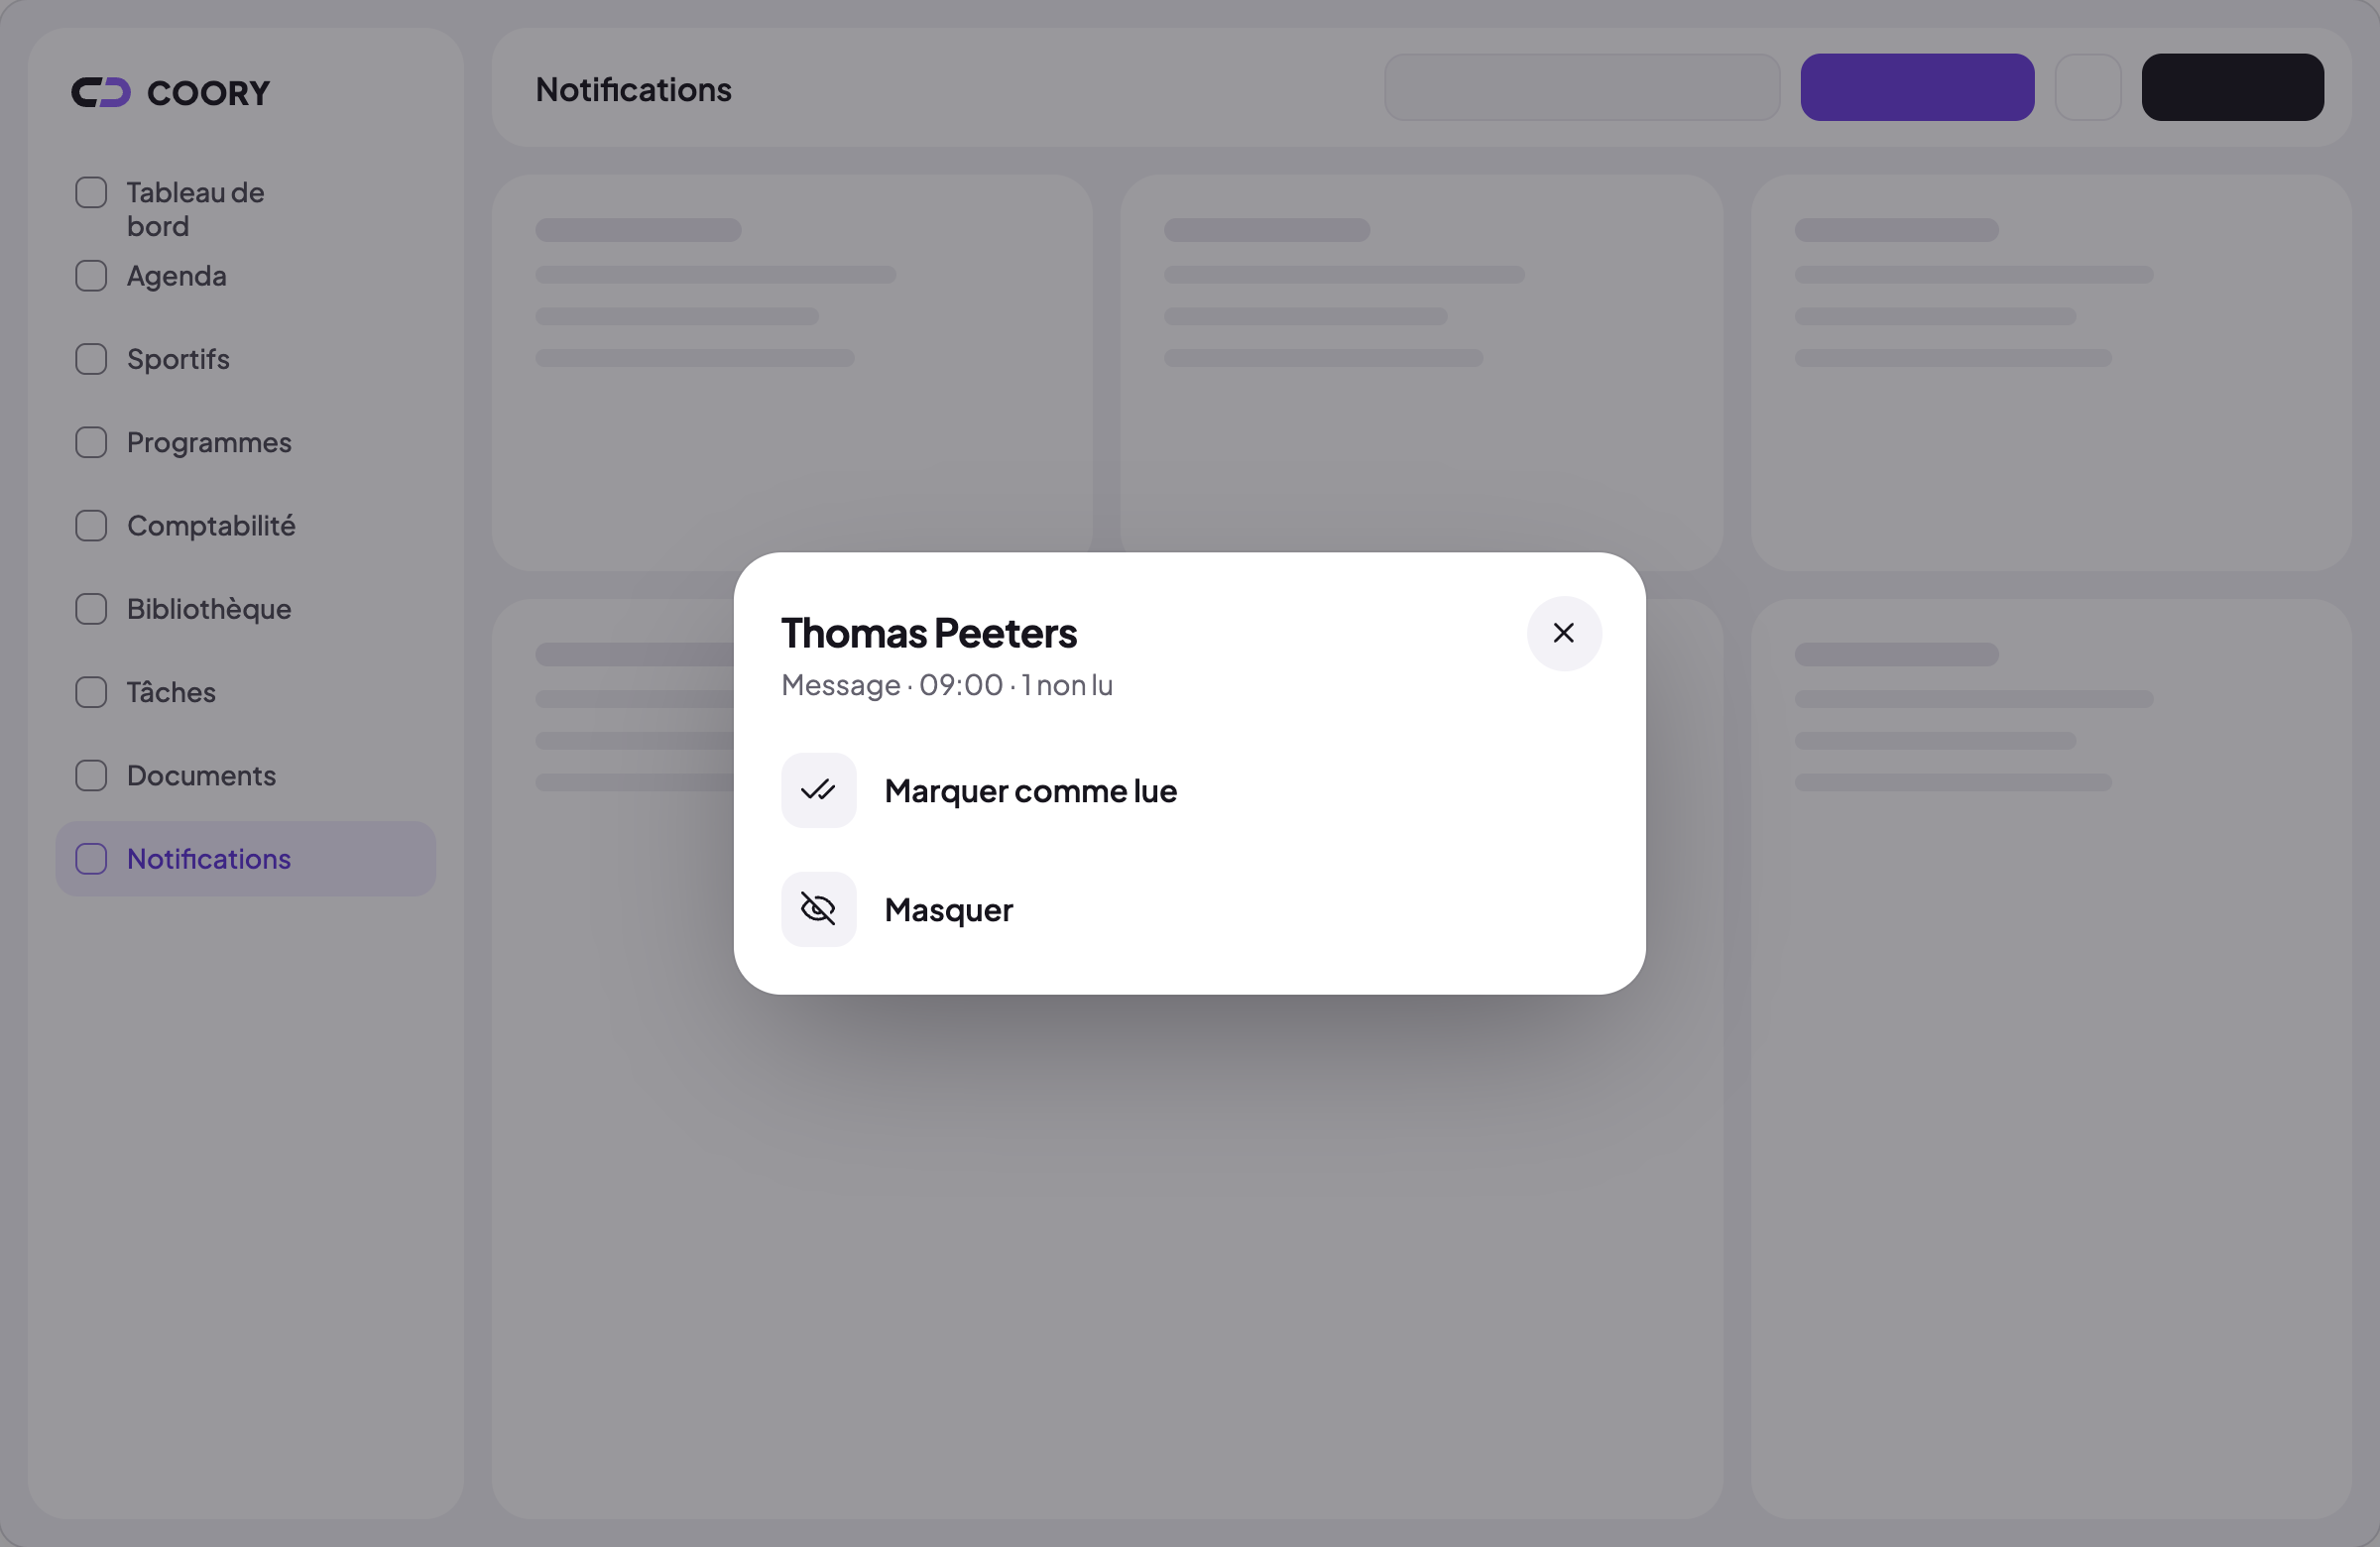 COORY
Tableau de
bord
Agenda
Sportifs
Programmes
Comptabilité
Bibliothèque
Tâches
Documents
Notifications
Notifications
Thomas Peeters
Message · 09:00 · 1 non lu
Marquer comme lue
Masquer